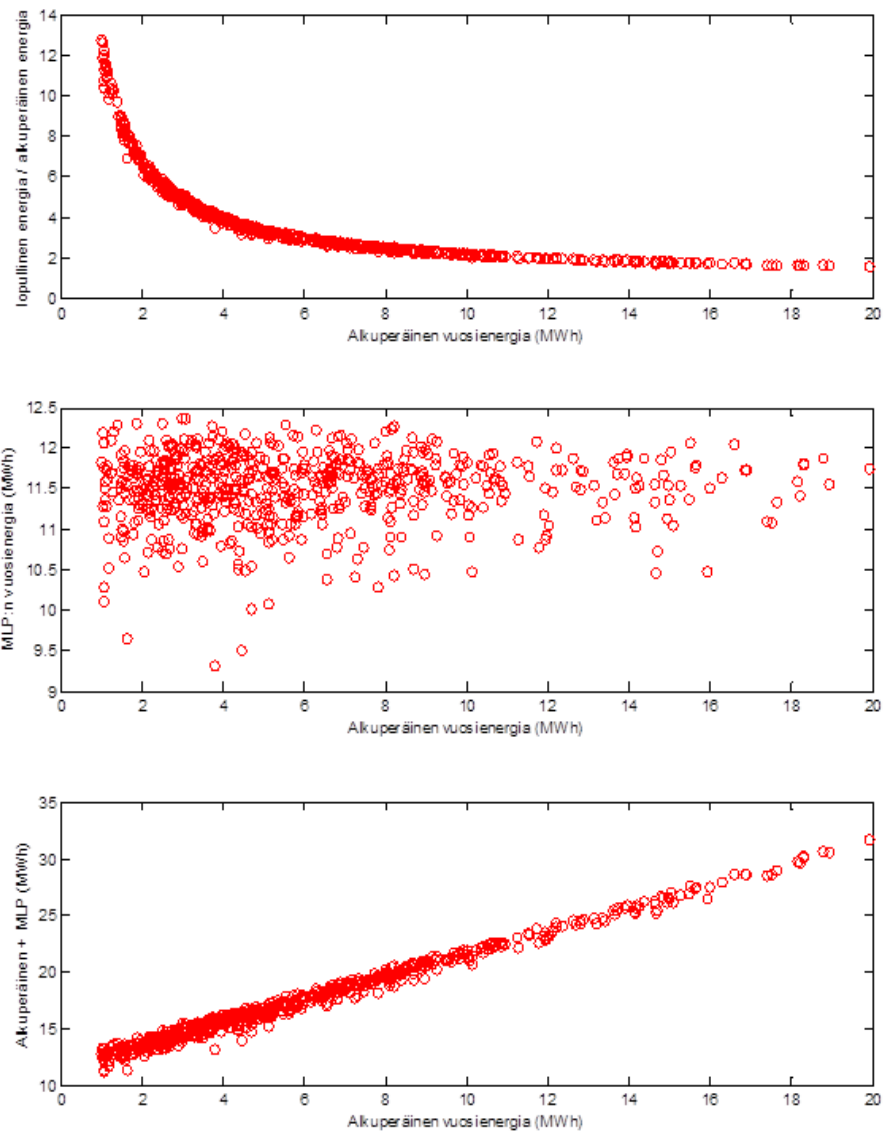 lopullinen energia / alkuperäinen energia
14
12
10
8
6
4
2
0
0 2 4 6 8 10 12 14 16 18 20
Alkuperäinen vuosienergia (MWh)
MLP:n vuosienergia (MWh)
12.5
12
11.5
11
10.5
10
9.5
9
0 2 4 6 8 10 12 14 16 18 20
Alkuperäinen vuosienergia (MWh)
Alkuperäinen + MLP (MWh)
35
30
25
20
15
10
0 2 4 6 8 10 12 14 16 18 20
Alkuperäinen vuosienergia (MWh)